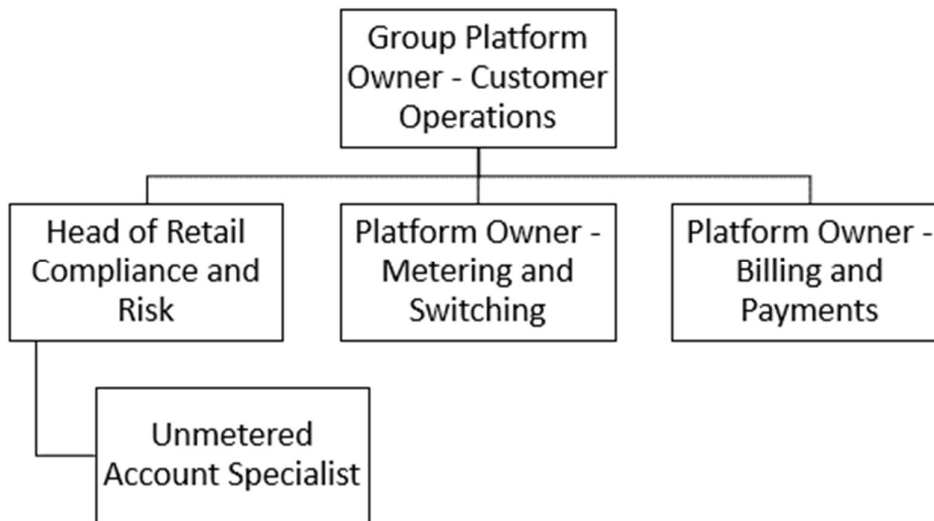 Group Platform
Owner - Customer
Operations
Head of Retail
Compliance and
Risk
Platform Owner -
Metering and
Switching
Platform Owner -
Billing and
Payments
Unmetered
Account Specialist